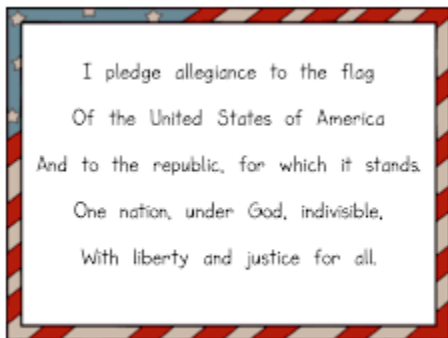 I pledge allegiance to the flag
Of the United States of America
And to the republic, for which it stands.
One nation, under God, indivisible,
With liberty and justice for all.